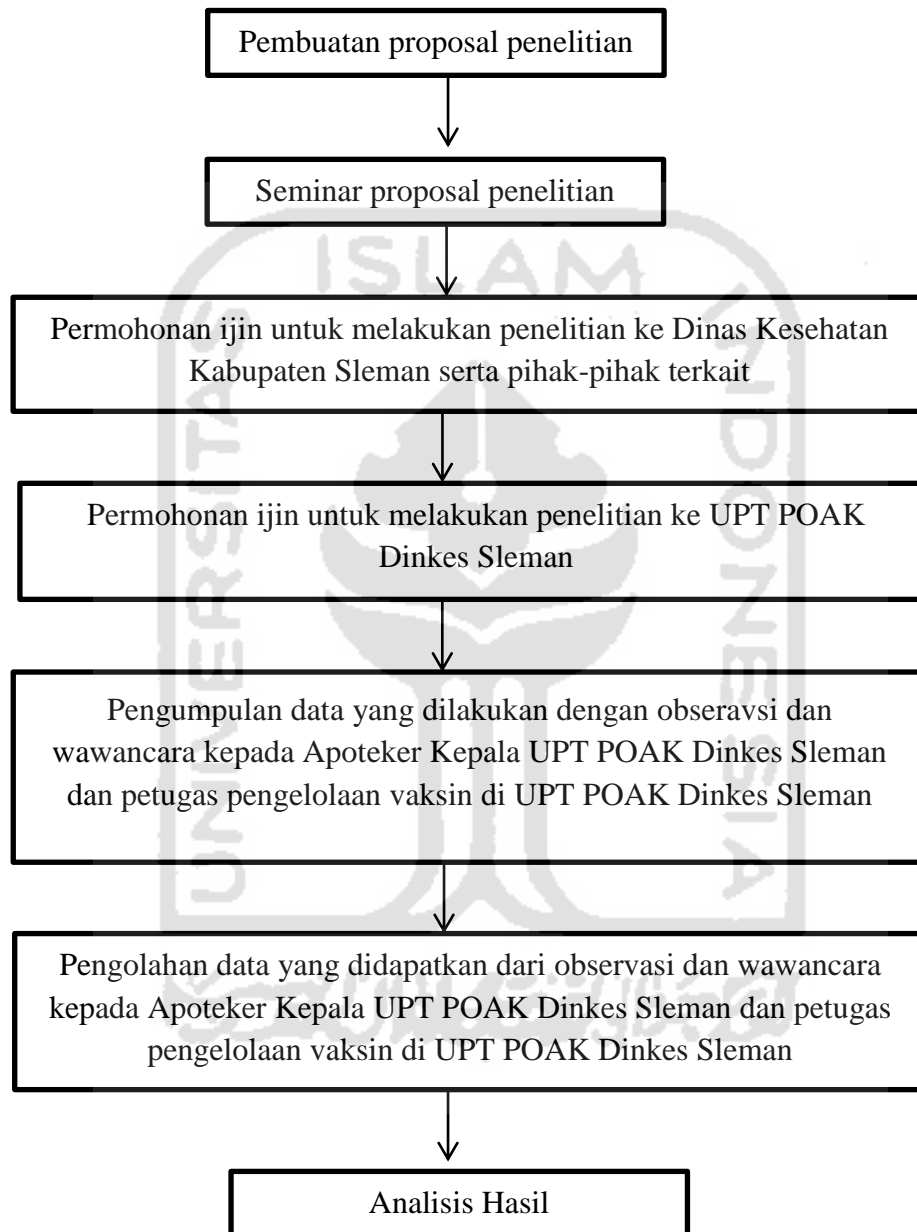 Pembuatan proposal penelitian
Seminar proposal penelitian
Permohonan ijin untuk melakukan penelitian ke Dinas Kesehatan
Kabupaten Sleman serta pihak-pihak terkait
Permohonan ijin untuk melakukan penelitian ke UPT POAK
Dinkes Sleman
Pengumpulan data yang dilakukan dengan obseravsi dan
wawancara kepada Apoteker Kepala UPT POAK Dinkes Sleman
dan petugas pengelolaan vaksin di UPT POAK Dinkes Sleman
Pengolahan data yang didapatkan dari observasi dan wawancara
kepada Apoteker Kepala UPT POAK Dinkes Sleman dan petugas
pengelolaan vaksin di UPT POAK Dinkes Sleman
Analisis Hasil
UNIVERSITAS
ISLAM
INDONESIA